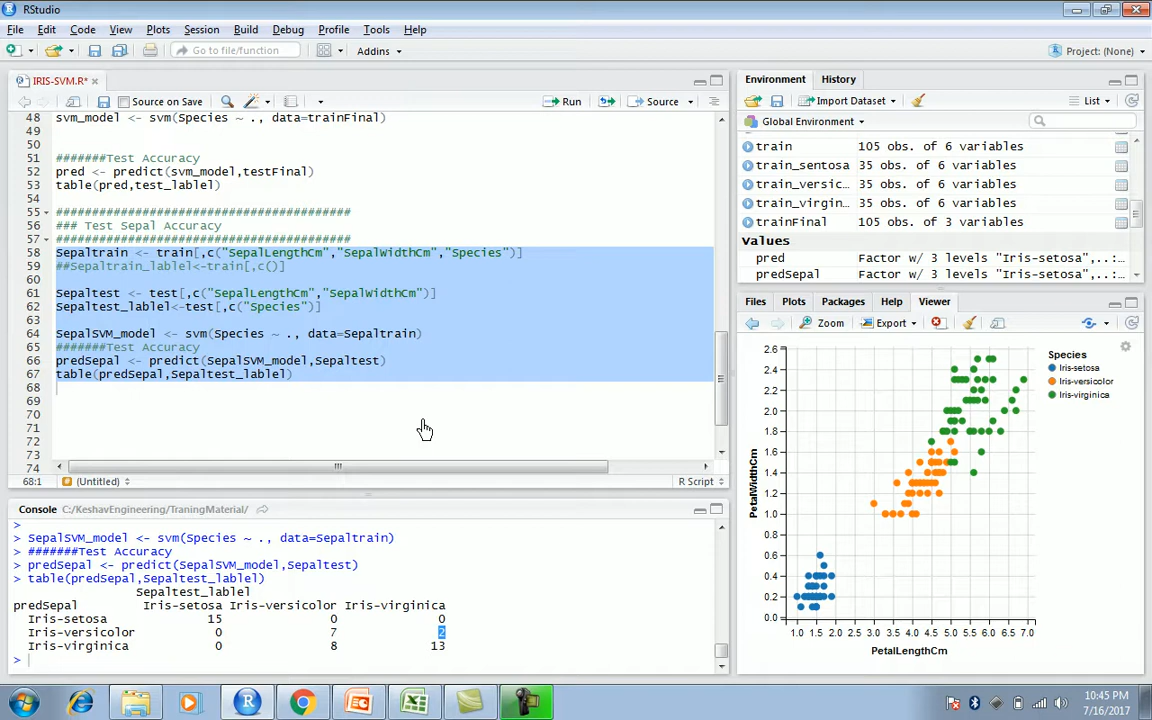 RStudio
File Edit Code View Plots Session Build Debug Profile Tools Help
Go to file/function Addins Project: (None)
IRIS-SVM.R*
Source on Save Run Source
48 svm_model <- svm(Species ~ ., data=trainFinal)
49
50
51 #######Test Accuracy
52 pred <- predict(svm_model,testFinal)
53 table(pred,test_lablel)
54
55 #########################################
56 ### Test Sepal Accuracy
57 #########################################
58 Sepaltrain <- train[,c("SepalLengthCm","SepalWidthCm","Species")]
59 ##Sepaltrain_lablel<-train[,c()]
60
61 Sepaltest <- test[,c("SepalLengthCm","SepalWidthCm")]
62 Sepaltest_lablel<-test[,c("Species")]
63
64 SepalSVM_model <- svm(Species ~ ., data=Sepaltrain)
65 #######Test Accuracy
66 predSepal <- predict(SepalSVM_model,Sepaltest)
67 table(predSepal,Sepaltest_lablel)
68
69
70
71
72
73
74
68:1 (Untitled) R Script
Console C:/KeshavEngineering/TraningMaterial/
>
> SepalSVM_model <- svm(Species ~ ., data=Sepaltrain)
> #######Test Accuracy
> predSepal <- predict(SepalSVM_model,Sepaltest)
> table(predSepal,Sepaltest_lablel)
Sepaltest_lablel
predSepal Iris-setosa Iris-versicolor Iris-virginica
Iris-setosa 15 0 0
Iris-versicolor 0 7 2
Iris-virginica 0 8 13
>
Environment History
Import Dataset List
Global Environment
train 105 obs. of 6 variables
train_sentosa 35 obs. of 6 variables
train_versic... 35 obs. of 6 variables
train_virgin... 35 obs. of 6 variables
trainFinal 105 obs. of 3 variables
Values
pred Factor w/ 3 levels "Iris-setosa",..:
predSepal Factor w/ 3 levels "Iris-setosa",..:
Files Plots Packages Help Viewer
Zoom Export
Species
Iris-setosa
Iris-versicolor
Iris-virginica
2.6
2.4
2.2
2.0
1.8
1.6
1.4
1.2
1.0
0.8
0.6
0.4
0.2
0.0
PetalWidthCm
1.0 1.5 2.0 2.5 3.0 3.5 4.0 4.5 5.0 5.5 6.0 6.5 7.0
PetalLengthCm
10:45 PM
7/16/2017